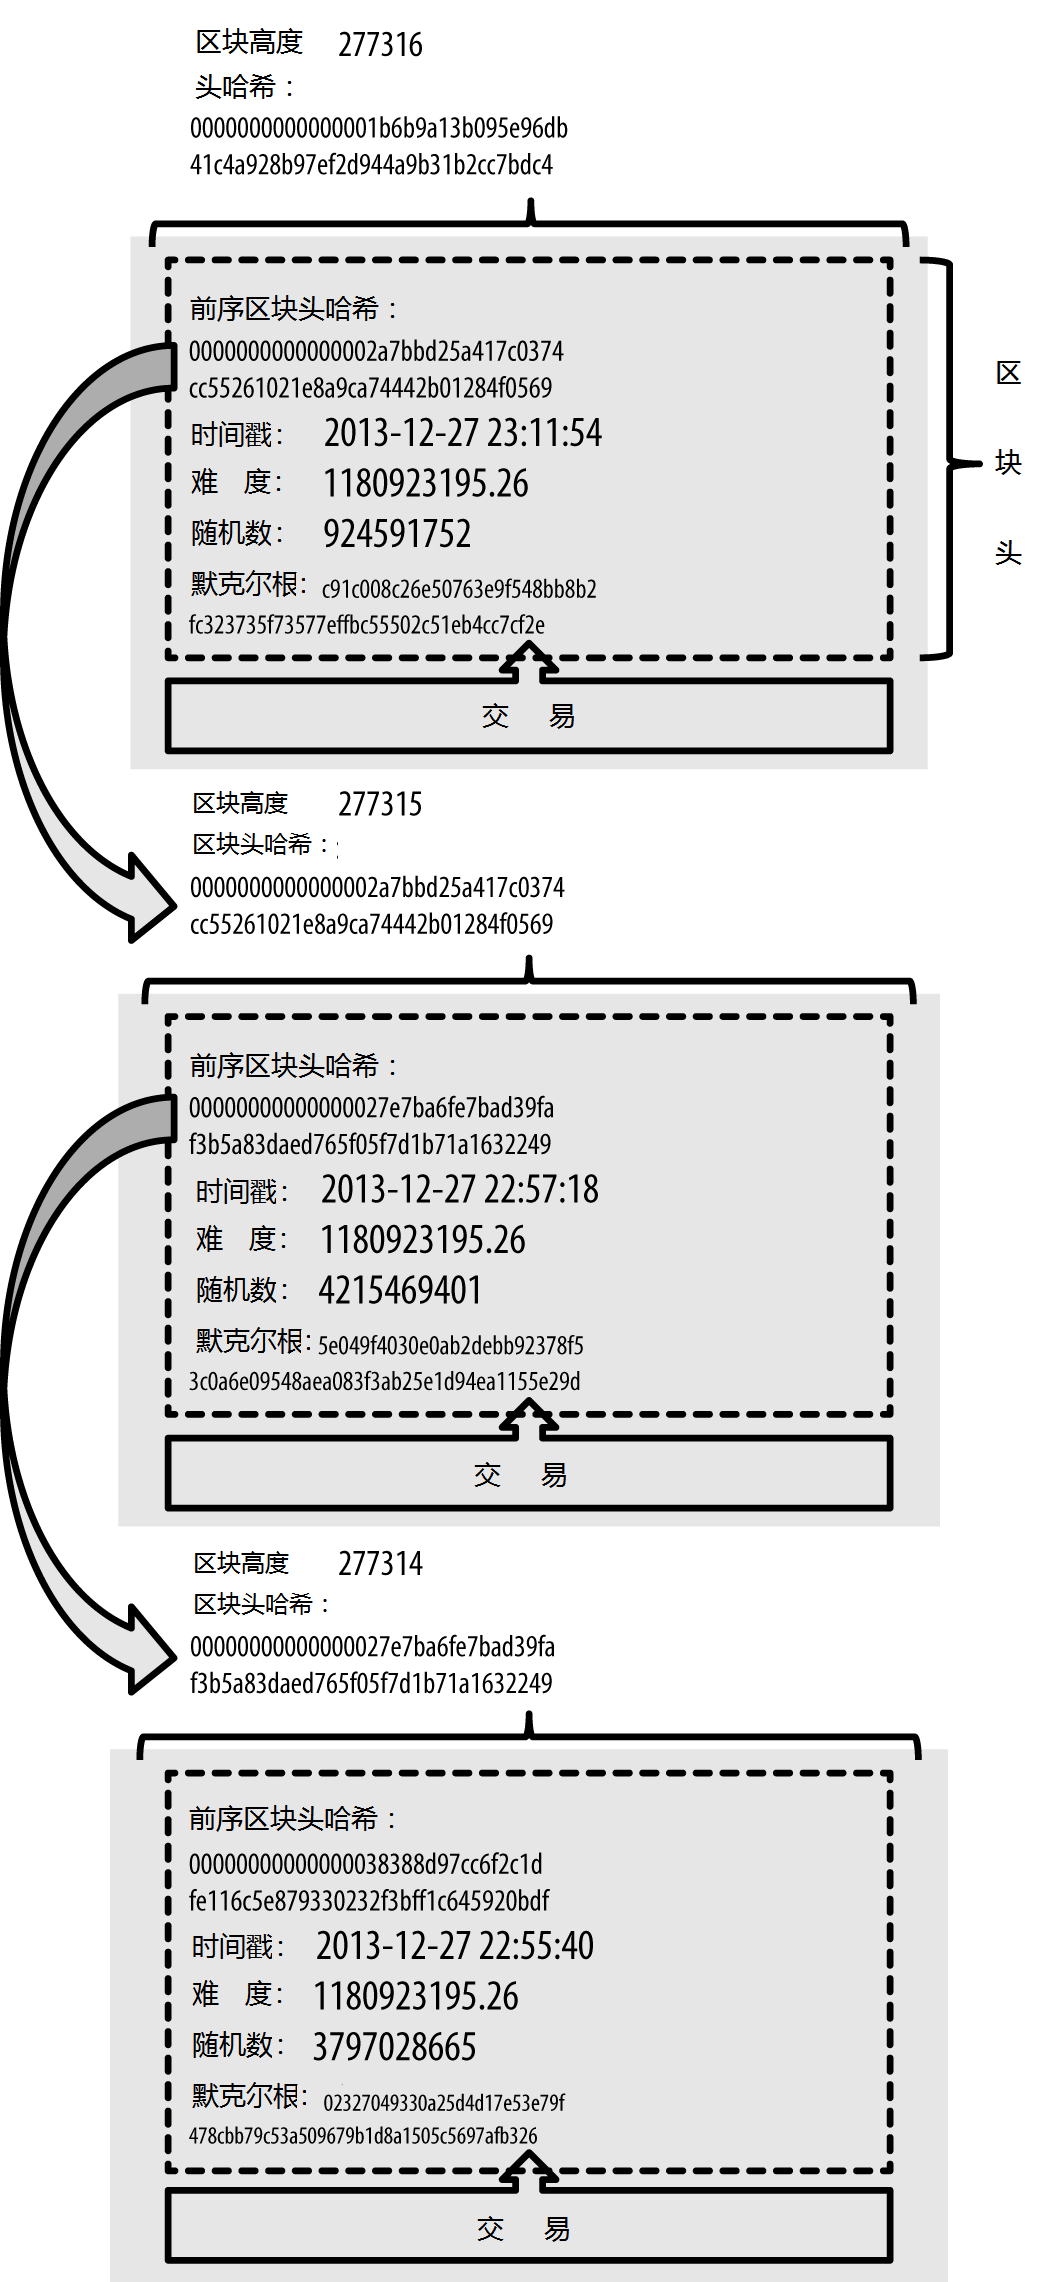 区块高度 277316
头哈希：
0000000000000001b6b9a13b095e96db
41c4a928b97ef2d944a9b31b2cc7bdc4
前序区块头哈希：
0000000000000002a7bbd25a417c0374
cc55261021e8a9ca74442b01284f0569
时间戳： 2013-12-27 23:11:54
难 度： 1180923195.26
随机数： 924591752
默克尔根： c91c008c26e50763e9f548bb8b2
fc323735f73577effbc55502c51eb4cc7cf2e
交 易
区
块
头
区块高度 277315
区块头哈希：
0000000000000002a7bbd25a417c0374
cc55261021e8a9ca74442b01284f0569
前序区块头哈希：
00000000000000027e7ba6fe7bad39fa
f3b5a83daed765f05f7d1b71a1632249
时间戳： 2013-12-27 22:57:18
难 度： 1180923195.26
随机数： 4215469401
默克尔根： 5e049f4030e0ab2debb92378f5
3c0a6e09548aea083f3ab25e1d94ea1155e29d
交 易
区块高度 277314
区块头哈希：
00000000000000027e7ba6fe7bad39fa
f3b5a83daed765f05f7d1b71a1632249
前序区块头哈希：
00000000000000038388d97cc6f2c1d
fe116c5e879330232f3bff1c645920bdf
时间戳： 2013-12-27 22:55:40
难 度： 1180923195.26
随机数： 3797028665
默克尔根： 02327049330a25d4d17e53e79f
478cbb79c53a509679b1d8a1505c5697afb326
交 易